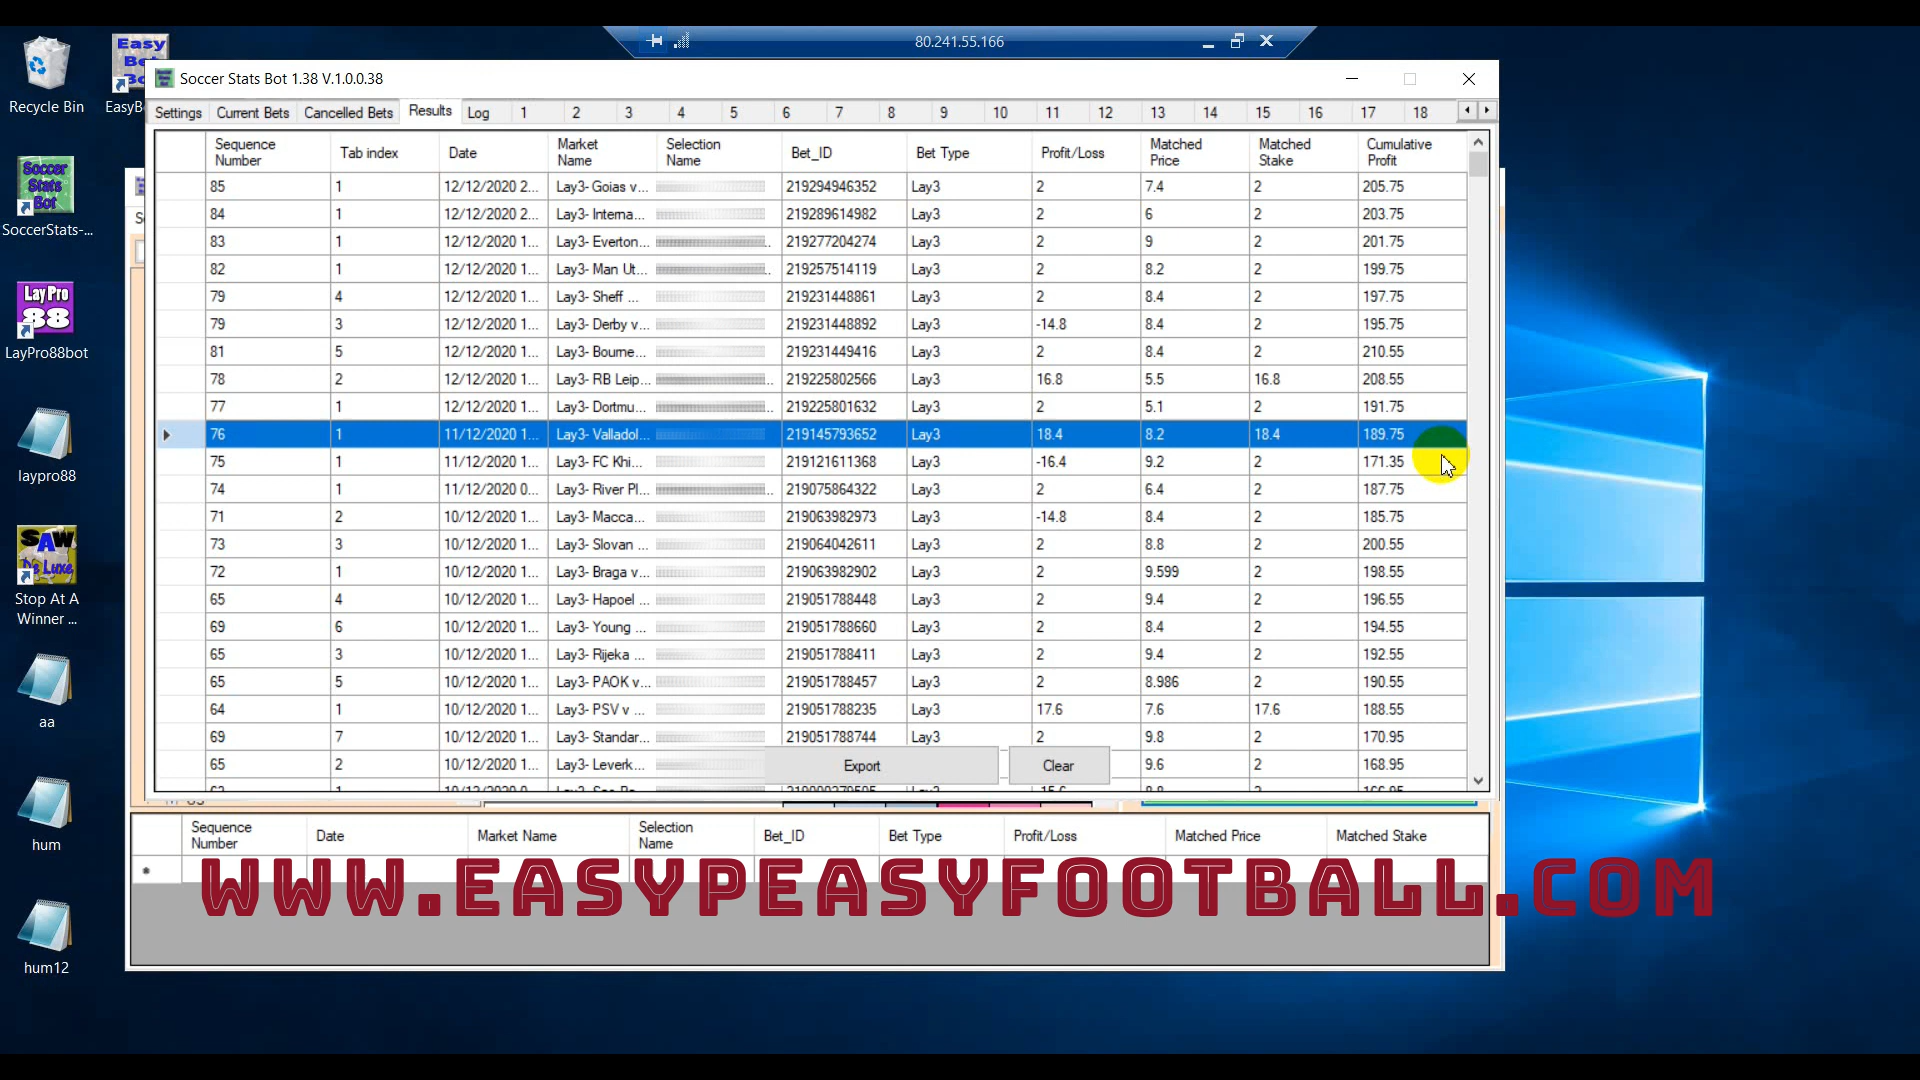 80.241.55.166
Recycle Bin
Easy
EasyB
Soccer Stats Bot 1.38 V.1.0.0.38
Settings Current Bets Cancelled Bets Results Log 1 2 3 4 5 6 7 8 9 10 11 12 13 14 15 16 17 18
Sequence Number Tab index Date Market Name Selection Name Bet_ID Bet Type Profit/Loss Matched Price Matched Stake Cumulative Profit
85 1 12/12/2020 2... Lay3- Goias v... 219294946352 Lay3 2 7.4 2 205.75
84 1 12/12/2020 2... Lay3- Interna... 219289614982 Lay3 2 6 2 203.75
83 1 12/12/2020 1... Lay3- Everton... 219277204274 Lay3 2 9 2 201.75
82 1 12/12/2020 1... Lay3- Man Ut... 219257514119 Lay3 2 8.2 2 199.75
79 4 12/12/2020 1... Lay3- Sheff ... 219231448861 Lay3 2 8.4 2 197.75
79 3 12/12/2020 1... Lay3- Derby v... 219231448892 Lay3 -14.8 8.4 2 195.75
81 5 12/12/2020 1... Lay3- Bourne... 219231449416 Lay3 2 8.4 2 210.55
78 2 12/12/2020 1... Lay3- RB Leip... 219225802566 Lay3 16.8 5.5 16.8 208.55
77 1 12/12/2020 1... Lay3- Dortmu... 219225801632 Lay3 2 5.1 2 191.75
76 1 11/12/2020 1... Lay3- Valladol... 219145793652 Lay3 18.4 8.2 18.4 189.75
75 1 11/12/2020 1... Lay3- FC Khi... 219121611368 Lay3 -16.4 9.2 2 171.35
74 1 11/12/2020 0... Lay3- River Pl... 219075864322 Lay3 2 6.4 2 187.75
71 2 10/12/2020 1... Lay3- Macca... 219063982973 Lay3 -14.8 8.4 2 185.75
73 3 10/12/2020 1... Lay3- Slovan ... 219064042611 Lay3 2 8.8 2 200.55
72 1 10/12/2020 1... Lay3- Braga v... 219063982902 Lay3 2 9.599 2 198.55
65 4 10/12/2020 1... Lay3- Hapoel ... 219051788448 Lay3 2 9.4 2 196.55
69 6 10/12/2020 1... Lay3- Young ... 219051788660 Lay3 2 8.4 2 194.55
65 3 10/12/2020 1... Lay3- Rijeka ... 219051788411 Lay3 2 9.4 2 192.55
65 5 10/12/2020 1... Lay3- PAOK v... 219051788457 Lay3 2 8.986 2 190.55
64 1 10/12/2020 1... Lay3- PSV v ... 219051788235 Lay3 17.6 7.6 17.6 188.55
69 7 10/12/2020 1... Lay3- Standar... 219051788744 Lay3 2 9.8 2 170.95
65 2 10/12/2020 1... Lay3- Leverk... 9.6 2 168.95
Export Clear
Sequence Number Date Market Name Selection Name Bet_ID Bet Type Profit/Loss Matched Price Matched Stake
WWW.EASYPEASYFOOTBALL.COM
Soccer
Stats
Bot
SoccerStats-...
Lay Pro
88
LayPro88bot
laypro88
SAW
De Luxe
Stop At A
Winner ...
aa
hum
hum12